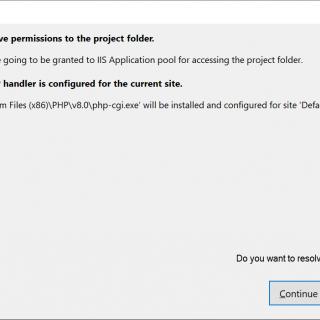 ve permissions to the project folder.
going to be granted to IIS Application pool for accessing the project folder.
handler is configured for the current site.
m Files (x86)\PHP\v8.0\php-cgi.exe' will be installed and configured for site 'Defa
Do you want to resolv
Continue